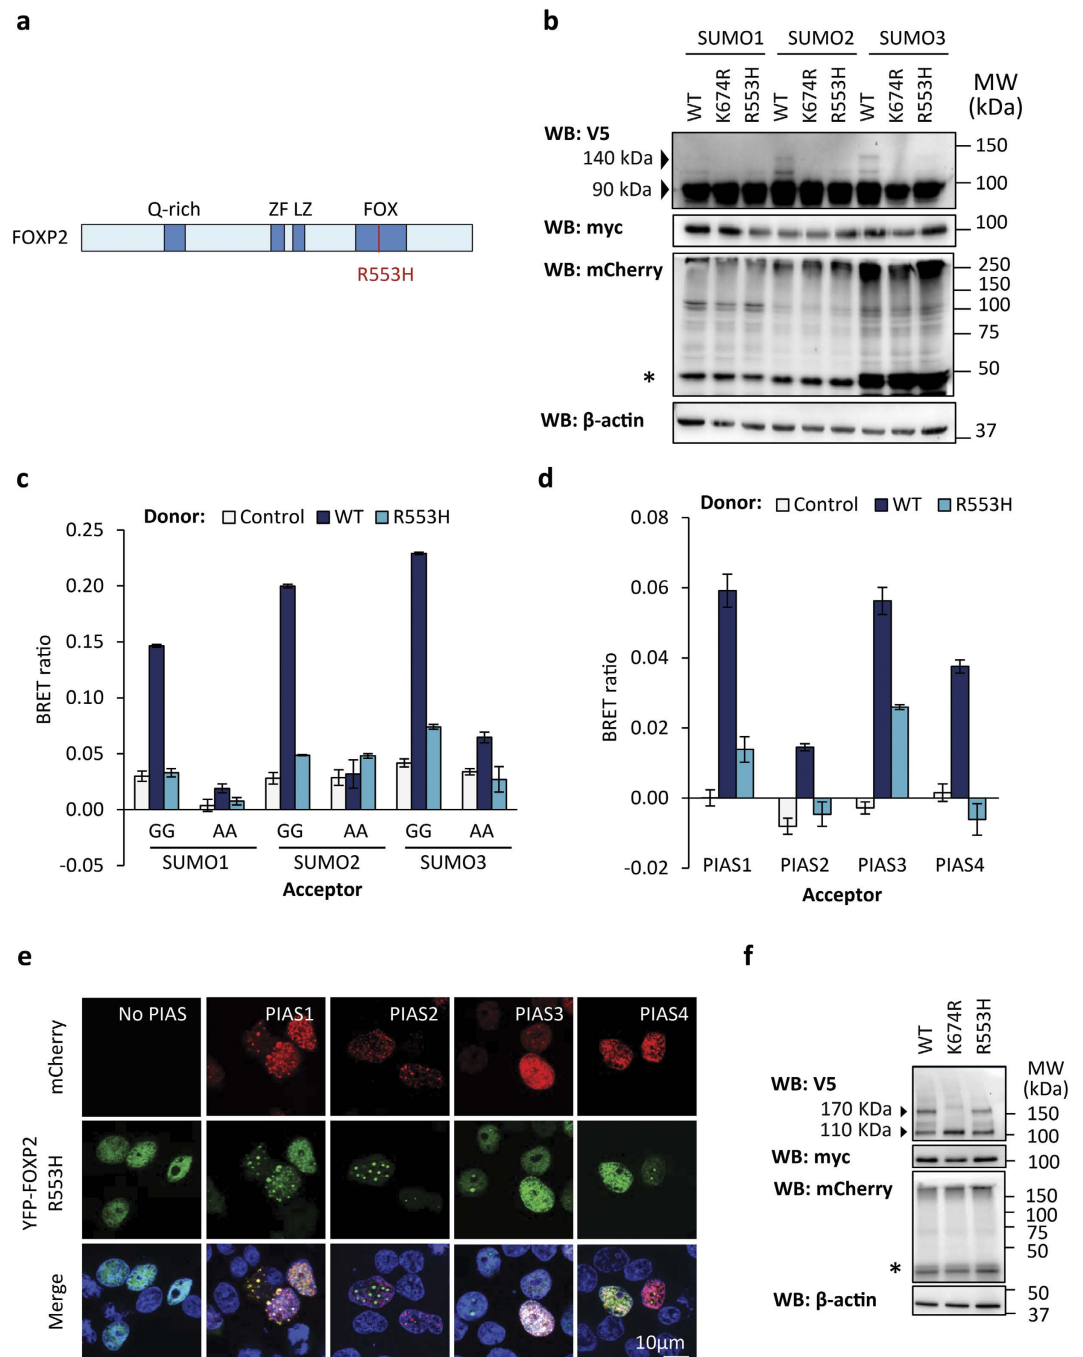 a
Q-rich ZF LZ FOX
FOXP2
R553H
b
SUMO1 SUMO2 SUMO3
WT K674R R553H WT K674R R553H WT K674R R553H
MW
(kDa)
WB: V5
140 kDa
90 kDa
150
100
WB: myc
100
WB: mCherry
250
150
100
75
50
*
WB: β-actin
37
c
Donor: Control WT R553H
0.25
0.20
0.15
0.10
0.05
0.00
-0.05
BRET ratio
GG AA GG AA GG AA
SUMO1 SUMO2 SUMO3
Acceptor
d
Donor: Control WT R553H
0.08
0.06
0.04
0.02
0.00
-0.02
BRET ratio
PIAS1 PIAS2 PIAS3 PIAS4
Acceptor
e
No PIAS PIAS1 PIAS2 PIAS3 PIAS4
mCherry
YFP-FOXP2
R553H
Merge
10µm
f
WT K674R R553H
MW
(kDa)
WB: V5
170 KDa
110 KDa
150
100
WB: myc
100
WB: mCherry
150
100
75
50
*
WB: β-actin
50
37